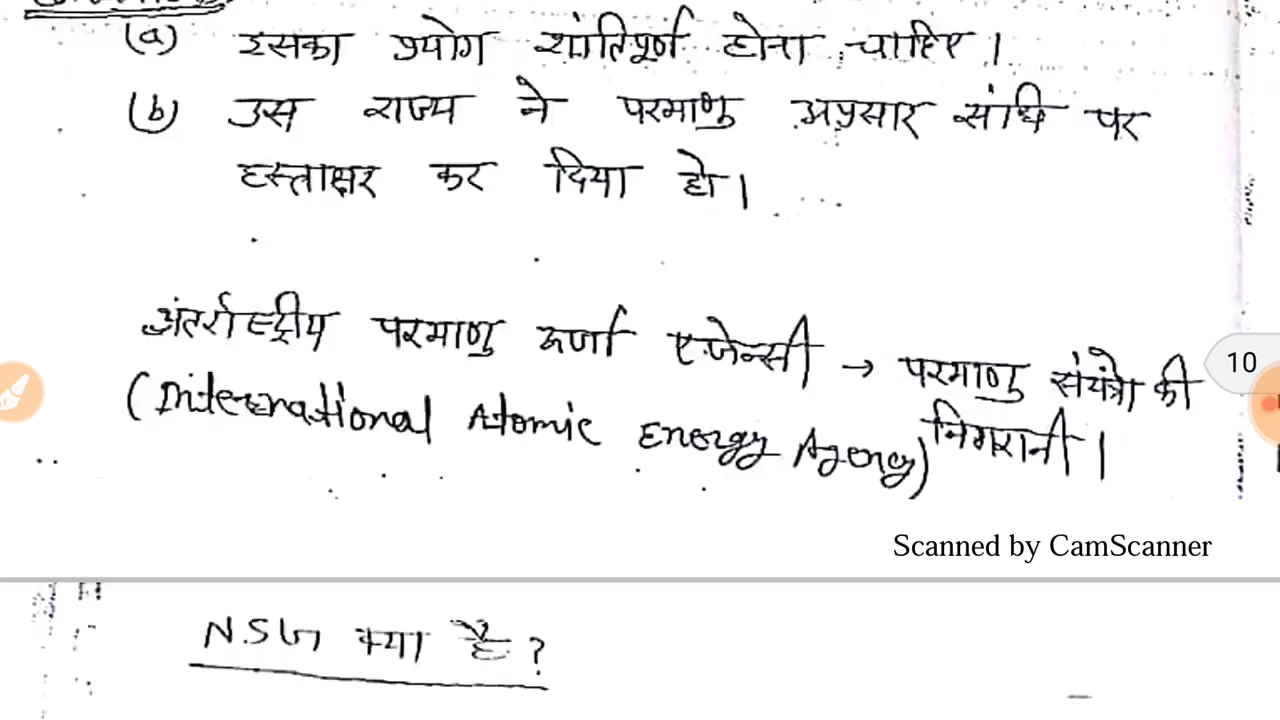 (a) इसका प्रयोग शांतिपूर्ण होना चाहिए।
(b) उस राज्य ने परमाणु अप्रसार संधि पर
हस्ताक्षर कर दिया हो।
अंतर्राष्ट्रीय परमाणु ऊर्जा एजेन्सी → परमाणु संयंत्रो की
(International Atomic Energy Agency) निगरानी।
10
Scanned by CamScanner
N.SG क्या है?